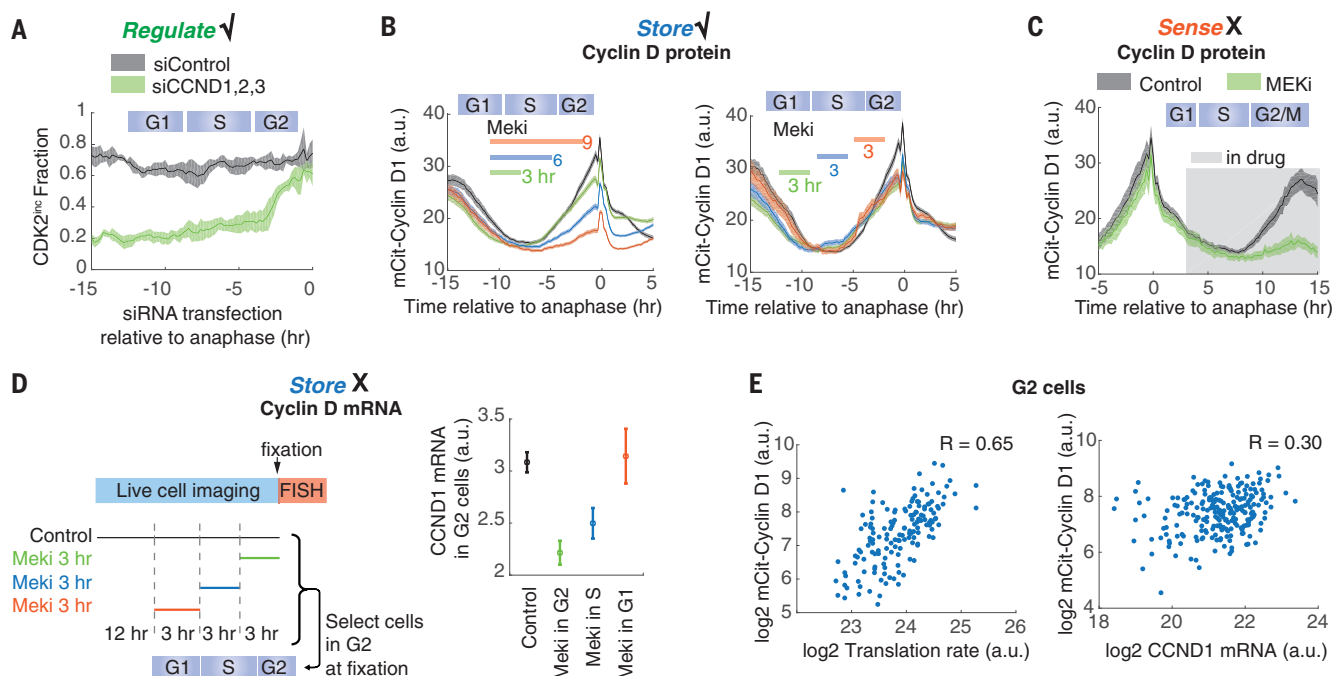 A
Regulate √
siControl
siCCND1,2,3
G1 S G2
1
0.8
0.6
0.4
0.2
0
CDK2inc Fraction
-15 -10 -5 0
siRNA transfection
relative to anaphase (hr)
B
Store √
Cyclin D protein
G1 S G2
Meki
9
6
3 hr
40
30
20
10
mCit-Cyclin D1 (a.u.)
-15 -10 -5 0 5
Time relative to anaphase (hr)
G1 S G2
Meki
3
3
3 hr
40
30
20
10
mCit-Cyclin D1 (a.u.)
-15 -10 -5 0 5
Time relative to anaphase (hr)
C
Sense X
Cyclin D protein
Control MEKi
G1 S G2/M
in drug
40
30
20
10
mCit-Cyclin D1 (a.u.)
-5 0 5 10 15
Time relative to anaphase (hr)
D
Store X
Cyclin D mRNA
fixation
Live cell imaging FISH
Control
Meki 3 hr
Meki 3 hr
Meki 3 hr
12 hr 3 hr 3 hr 3 hr
G1 S G2
Select cells
in G2
at fixation
3.5
3
2.5
2
CCND1 mRNA
in G2 cells (a.u.)
Control
Meki in G2
Meki in S
Meki in G1
E
G2 cells
R = 0.65
10
9
8
7
6
5
log2 mCit-Cyclin D1 (a.u.)
23 24 25 26
log2 Translation rate (a.u.)
R = 0.30
10
8
6
4
log2 mCit-Cyclin D1 (a.u.)
18 20 22 24
log2 CCND1 mRNA (a.u.)